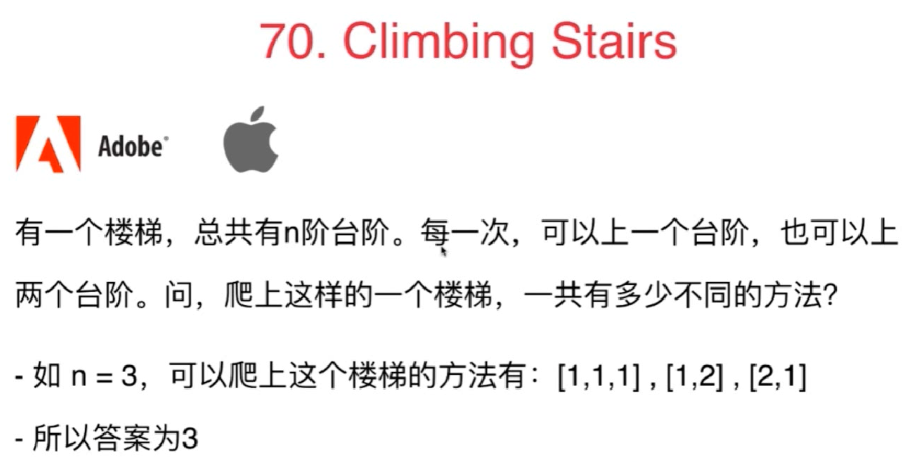 70. Climbing Stairs
Adobe®
有一个楼梯，总共有n阶台阶。每一次，可以上一个台阶，也可以上
两个台阶。问，爬上这样的一个楼梯，一共有多少不同的方法？
- 如 n = 3，可以爬上这个楼梯的方法有：[1,1,1] , [1,2] , [2,1]
- 所以答案为3